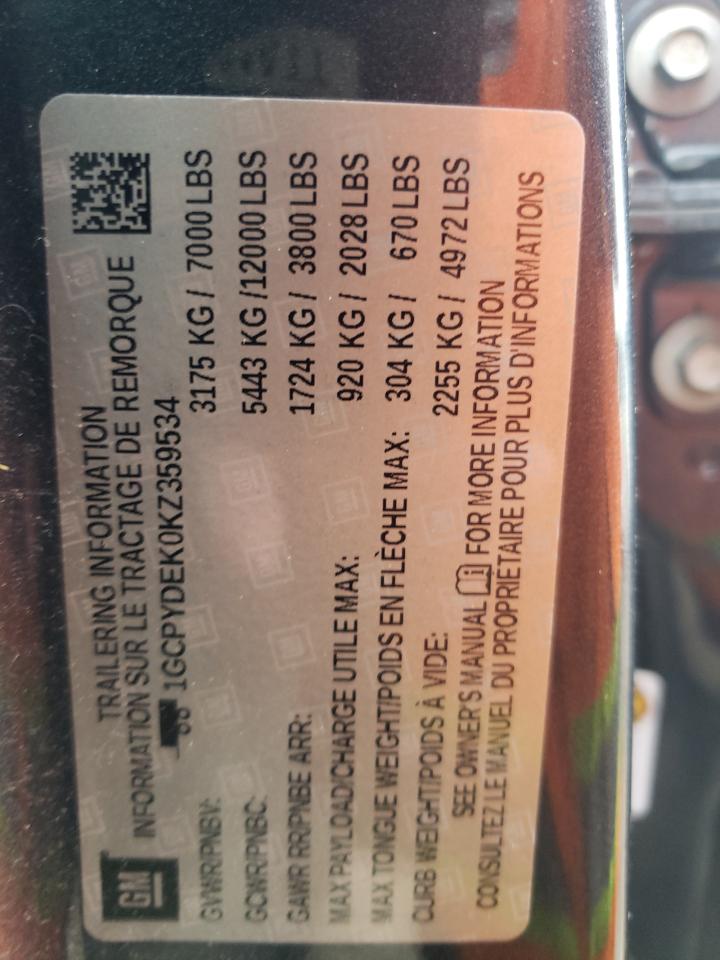 GM
TRAILERING INFORMATION
INFORMATION SUR LE TRACTAGE DE REMORQUE
1GCPYDEK0KZ359534
GVWR/PNBV: 3175 KG / 7000 LBS
GCWR/PNBC: 5443 KG /12000 LBS
GAWR RR/PNBE ARR: 1724 KG / 3800 LBS
MAX PAYLOAD/CHARGE UTILE MAX: 920 KG / 2028 LBS
MAX TONGUE WEIGHT/POIDS EN FLÈCHE MAX: 304 KG / 670 LBS
CURB WEIGHT/POIDS À VIDE: 2255 KG / 4972 LBS
SEE OWNER'S MANUAL FOR MORE INFORMATION
CONSULTEZ LE MANUEL DU PROPRIÉTAIRE POUR PLUS D'INFORMATIONS